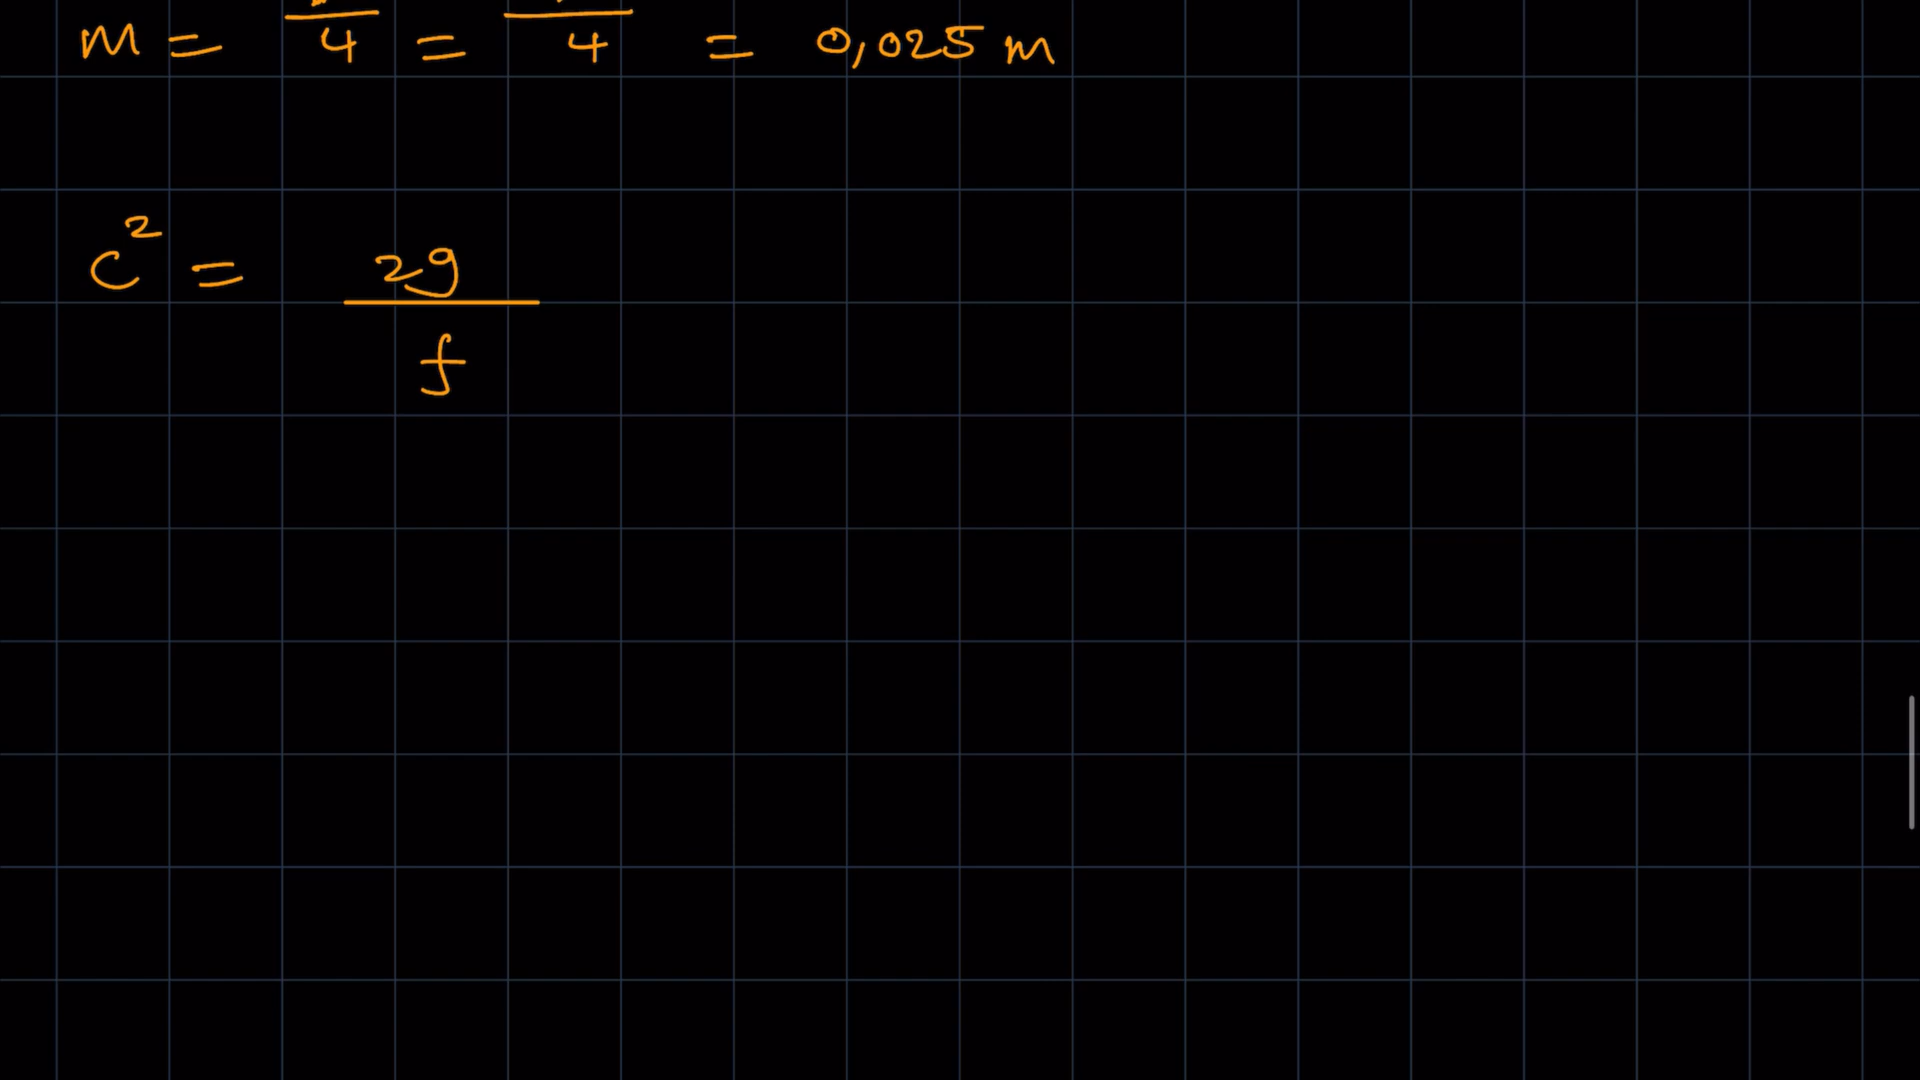 m = /4 = /4 = 0,025 m
c² = 2g/f